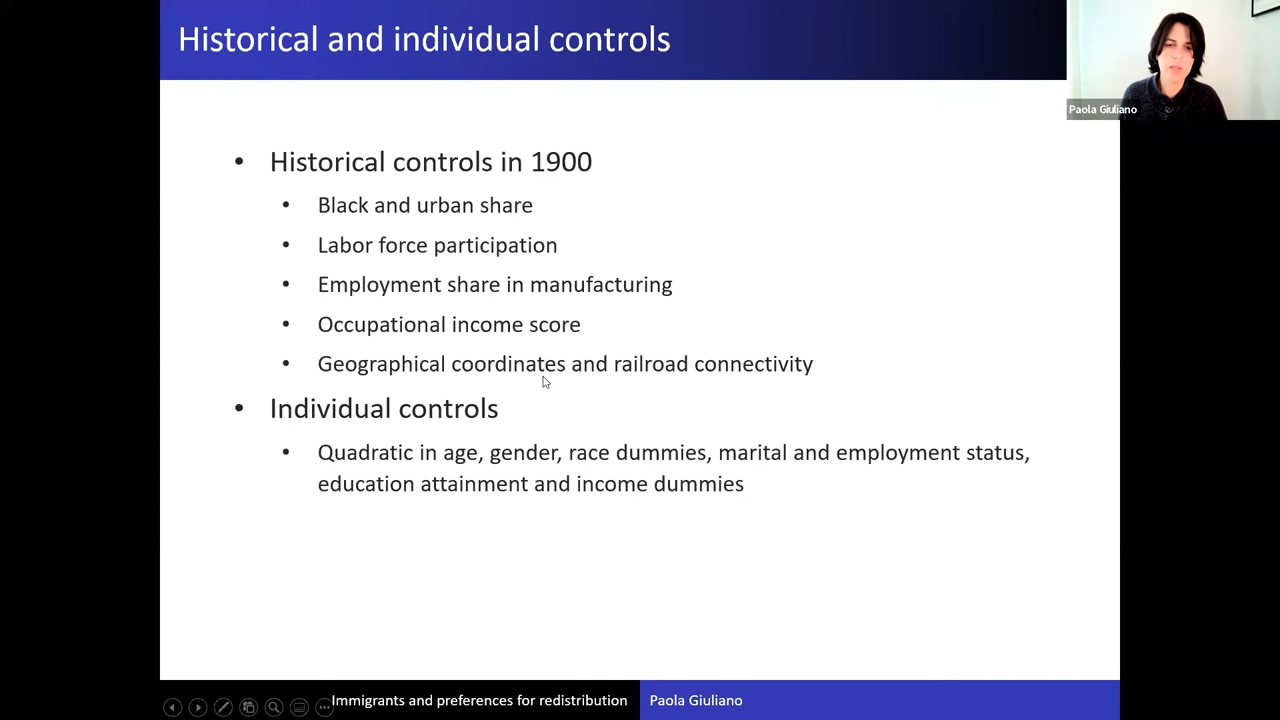 Historical and individual controls
Paola Giuliano
• Historical controls in 1900
• Black and urban share
• Labor force participation
• Employment share in manufacturing
• Occupational income score
• Geographical coordinates and railroad connectivity
• Individual controls
• Quadratic in age, gender, race dummies, marital and employment status,
education attainment and income dummies
Immigrants and preferences for redistribution
Paola Giuliano